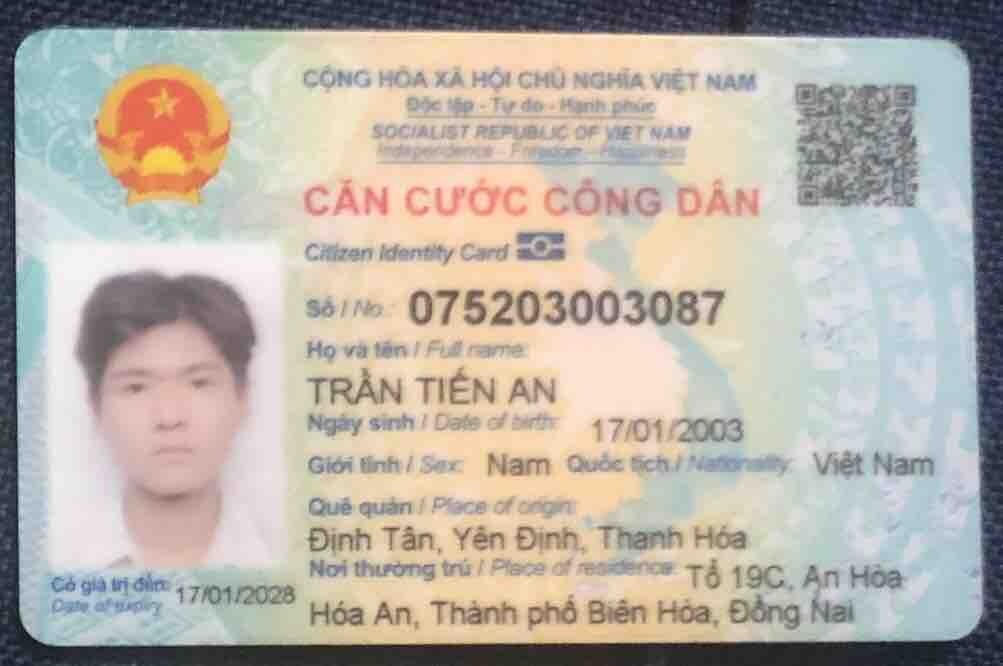 CỘNG HÒA XÃ HỘI CHỦ NGHĨA VIỆT NAM
Độc lập - Tự do - Hạnh phúc
SOCIALIST REPUBLIC OF VIET NAM
Independence - Freedom - Happiness
CĂN CƯỚC CÔNG DÂN
Citizen Identity Card
Số / No.: 075203003087
Họ và tên / Full name:
TRẦN TIẾN AN
Ngày sinh / Date of birth: 17/01/2003
Giới tính / Sex: Nam Quốc tịch / Nationality: Việt Nam
Quê quán / Place of origin:
Định Tân, Yên Định, Thanh Hóa
Nơi thường trú / Place of residence: Tổ 19C, An Hòa
Hóa An, Thành phố Biên Hòa, Đồng Nai
Có giá trị đến: 17/01/2028
Date of expiry